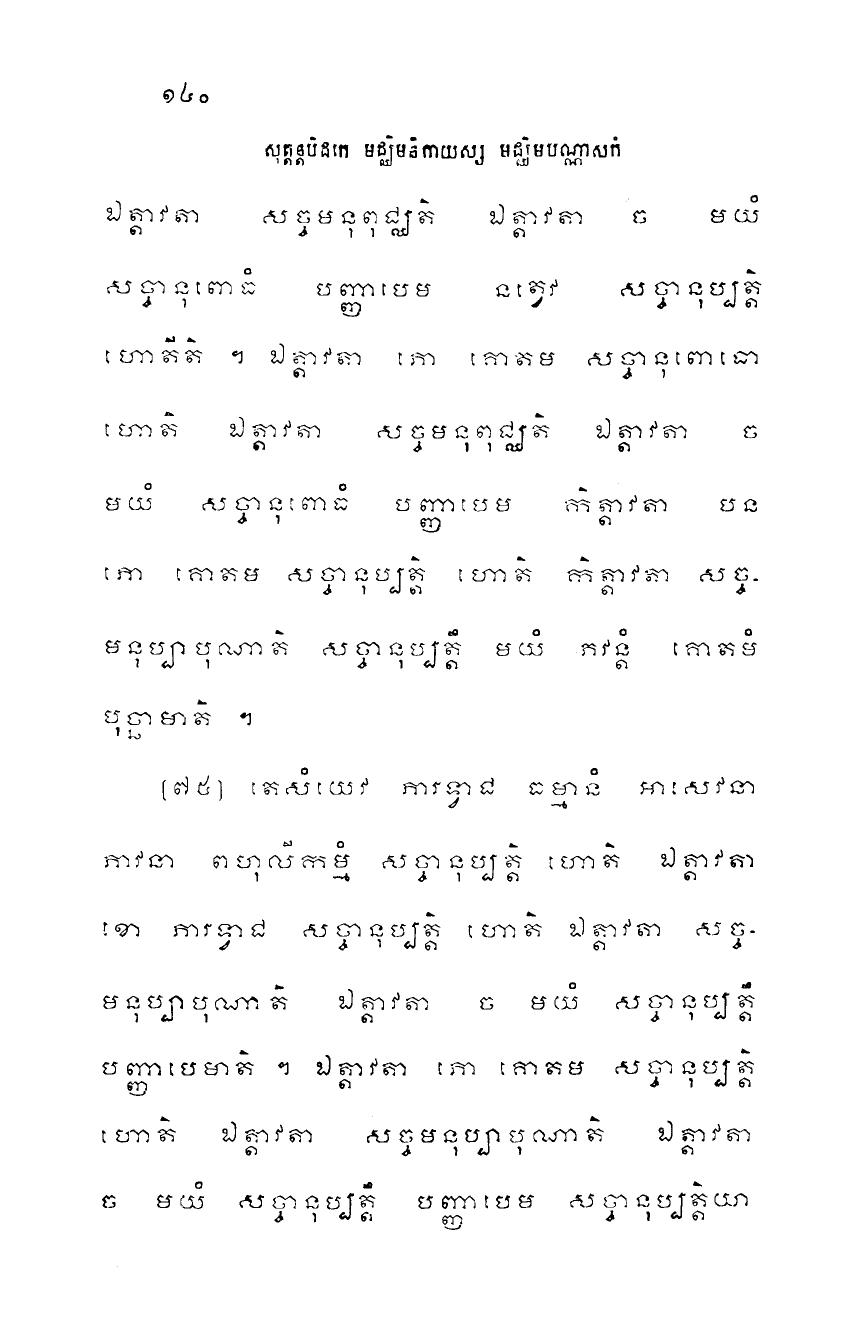 ១៤០
សុត្តន្តបិដកេ មជ្ឈិមនិកាយស្ស មជ្ឈិមបណ្ណាសកំ
ឯត្តាវតា សច្ចមនុពុជ្ឈតិ ឯត្តាវតា ច មយំ
សច្ចានុពោធំ បញ្ញាបេម នត្វេវ សច្ចានុប្បត្តិ
ហោតីតិ ។ ឯត្តាវតា ភោ គោតម សច្ចានុពោធោ
ហោតិ ឯត្តាវតា សច្ចមនុពុជ្ឈតិ ឯត្តាវតា ច
មយំ សច្ចានុពោធំ បញ្ញាបេម កិត្តាវតា បន
ភោ គោតម សច្ចានុប្បត្តិ ហោតិ កិត្តាវតា សច្ច-
មនុប្បាបុណាតិ សច្ចានុប្បត្តឹ មយំ ភវន្តំ គោតមំ
បុច្ឆាមាតិ ។
(៧៥) តេសំយេវ ភារទ្វាជ ធម្មានំ អាសេវនា
ភាវនា ពហុលីកម្មំ សច្ចានុប្បត្តិ ហោតិ ឯត្តាវតា
ខោ ភារទ្វាជ សច្ចានុប្បត្តិ ហោតិ ឯត្តាវតា សច្ច-
មនុប្បាបុណាតិ ឯត្តាវតា ច មយំ សច្ចានុប្បត្តឹ
បញ្ញាបេមាតិ ។ ឯត្តាវតា ភោ គោតម សច្ចានុប្បត្តិ
ហោតិ ឯត្តាវតា សច្ចមនុប្បាបុណាតិ ឯត្តាវតា
ច មយំ សច្ចានុប្បត្តឹ បញ្ញាបេម សច្ចានុប្បត្តិយា